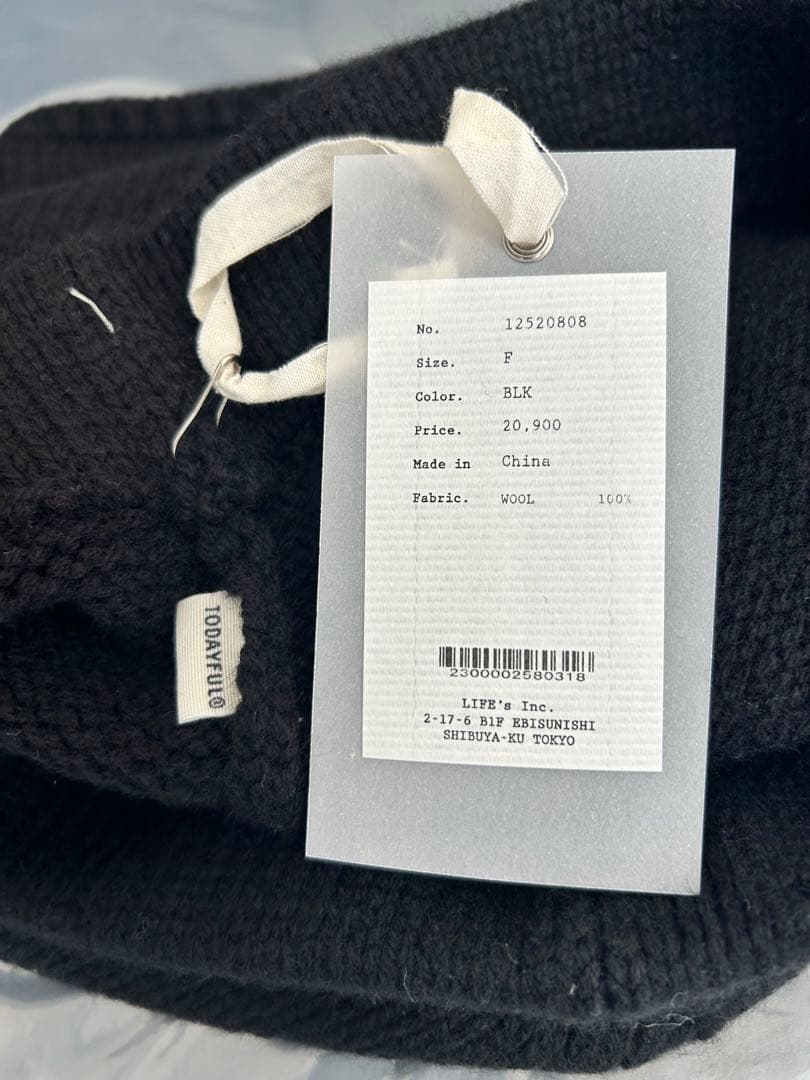 No. 12520808
Size. F
Color. BLK
Price. 20,900
Made in China
Fabric. WOOL 100%
2300002580318
LIFE's Inc.
2-17-6 B1F EBISUNISHI
SHIBUYA-KU TOKYO
TODAYFUL®